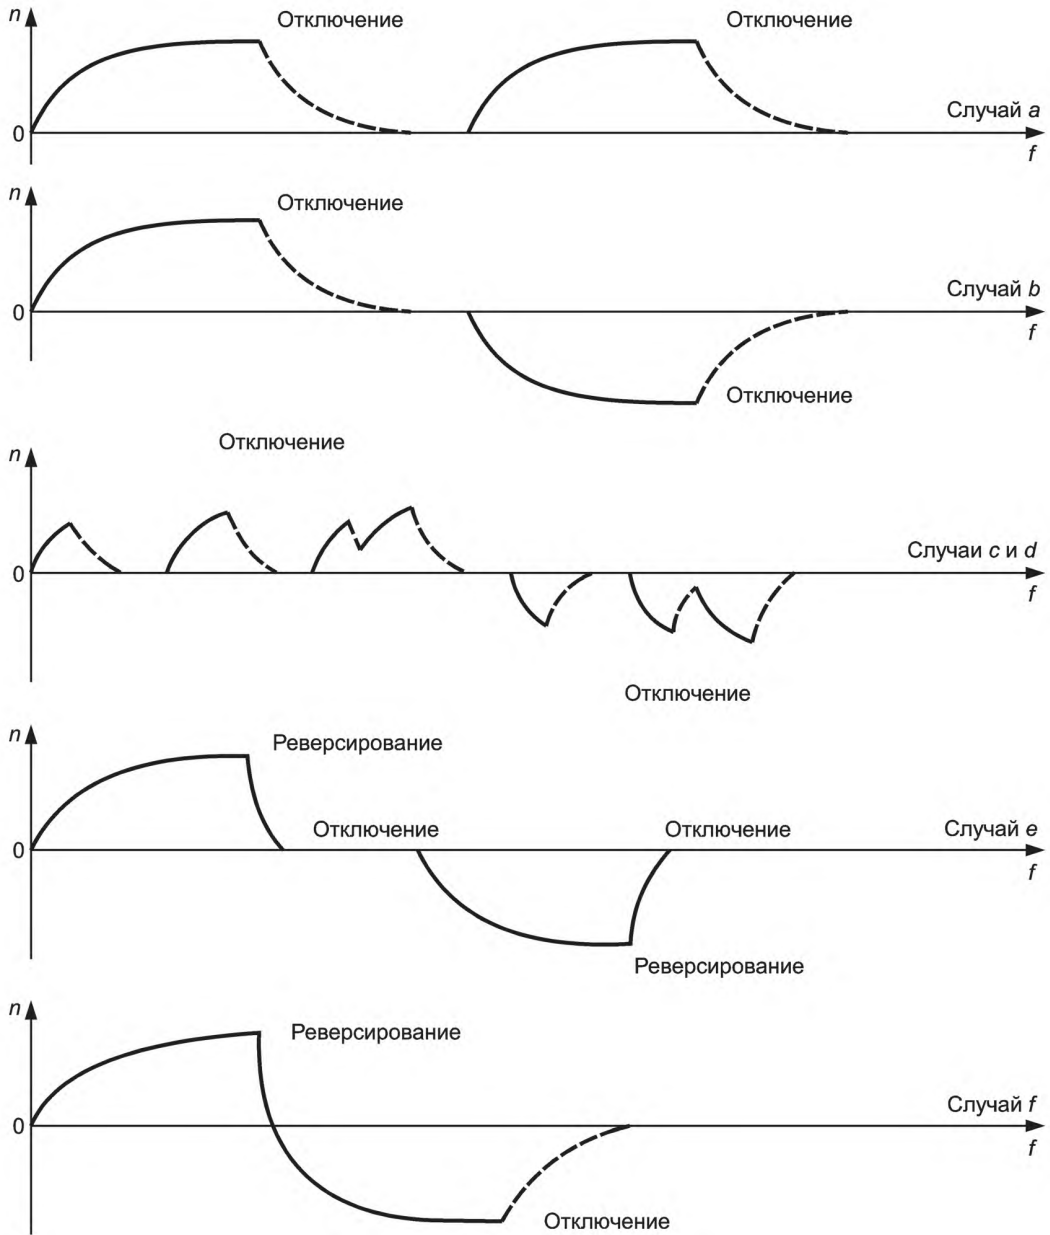 n
Отключение
Отключение
Случай a
0
f
n
Отключение
Случай b
0
f
Отключение
Отключение
n
Случаи c и d
0
f
Отключение
n
Реверсирование
Отключение
Отключение
Случай e
0
f
Реверсирование
n
Реверсирование
Случай f
0
f
Отключение